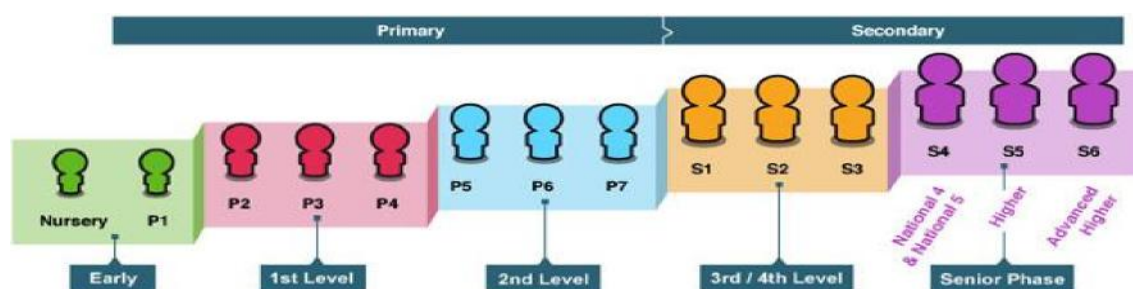 Primary
Secondary
Nursery
P1
P2
P3
P4
P5
P6
P7
S1
S2
S3
S4
S5
S6
National 4
& National 5
Higher
Advanced
Higher
Early
1st Level
2nd Level
3rd / 4th Level
Senior Phase